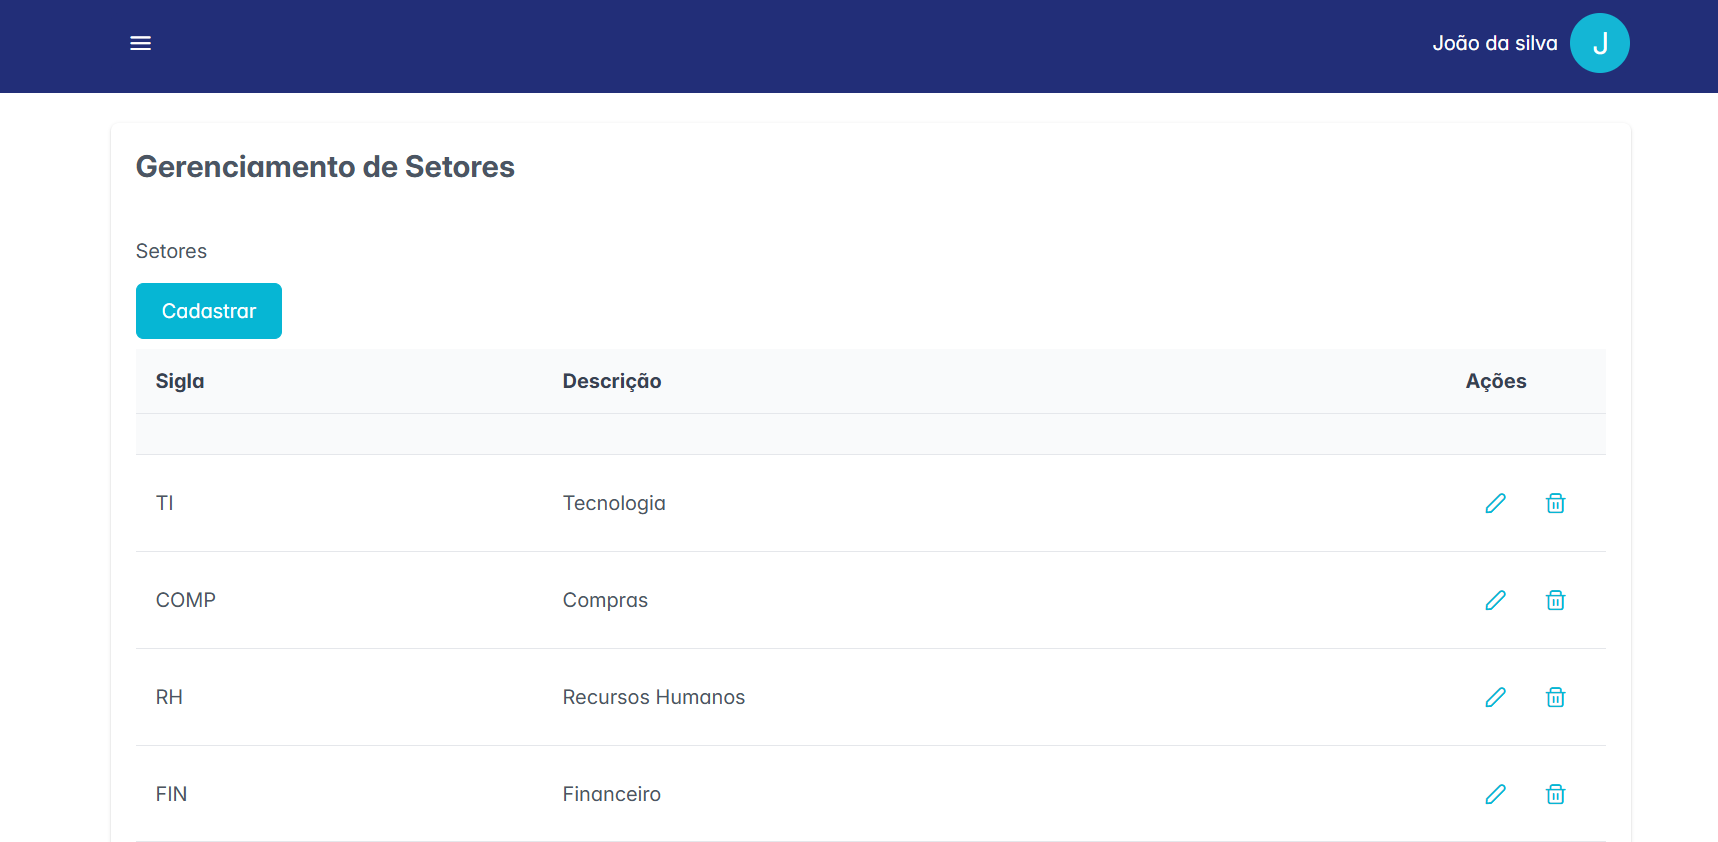 João da silva J
Gerenciamento de Setores
Setores
Cadastrar
Sigla Descrição Ações
TI Tecnologia
COMP Compras
RH Recursos Humanos
FIN Financeiro